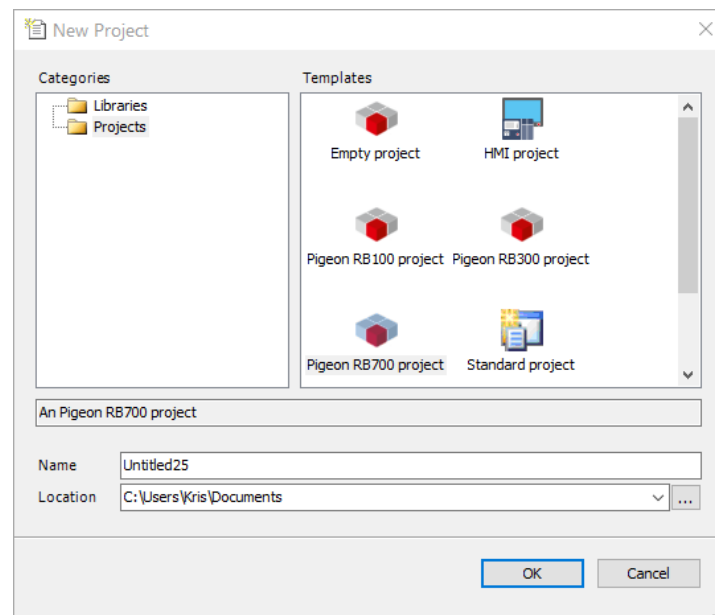 New Project
Categories
Templates
Libraries
Projects
Empty project
HMI project
Pigeon RB100 project
Pigeon RB300 project
Pigeon RB700 project
Standard project
An Pigeon RB700 project
Name
Untitled25
Location
C:\Users\Kris\Documents
...
OK
Cancel